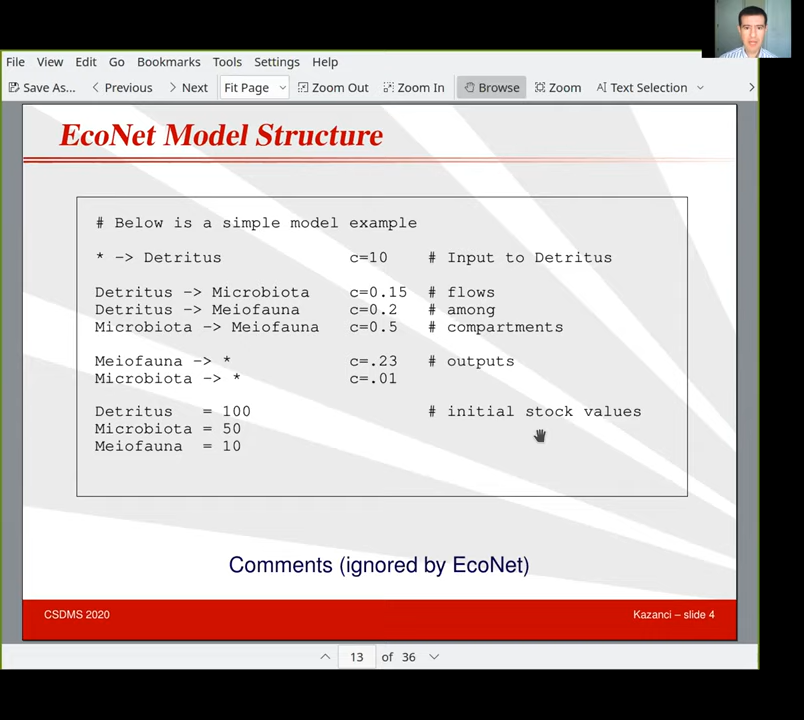 File View Edit Go Bookmarks Tools Settings Help
Save As... Previous Next Fit Page Zoom Out Zoom In Browse Zoom Text Selection
EcoNet Model Structure
# Below is a simple model example
* -> Detritus c=10 # Input to Detritus
Detritus -> Microbiota c=0.15 # flows
Detritus -> Meiofauna c=0.2 # among
Microbiota -> Meiofauna c=0.5 # compartments
Meiofauna -> * c=.23 # outputs
Microbiota -> * c=.01
Detritus = 100 # initial stock values
Microbiota = 50
Meiofauna = 10
Comments (ignored by EcoNet)
CSDMS 2020 Kazanci – slide 4
13 of 36